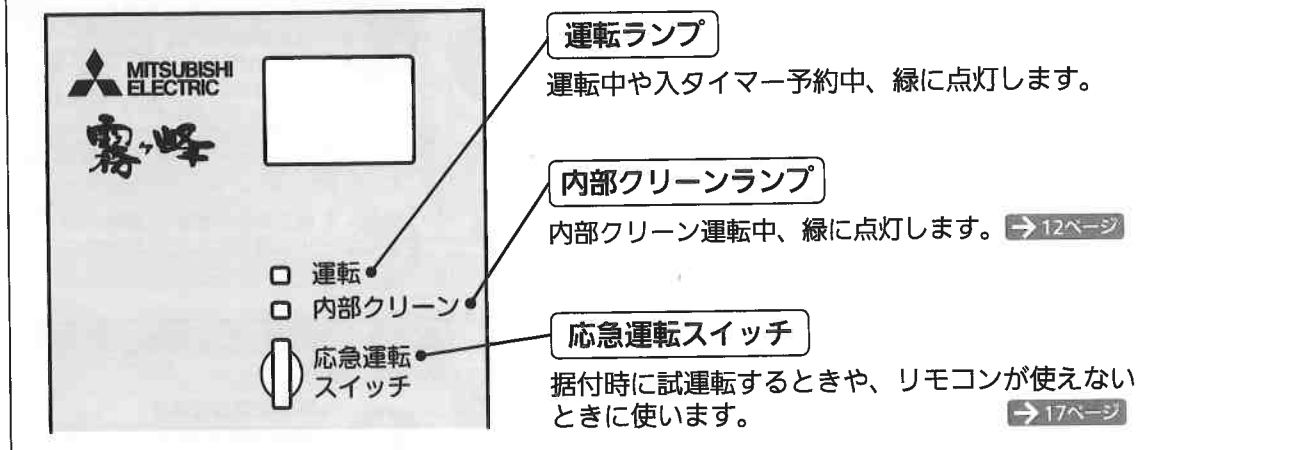 MITSUBISHI
ELECTRIC
霧ヶ峰
運転
内部クリーン
応急運転
スイッチ
運転ランプ
運転中や入タイマー予約中、緑に点灯します。
内部クリーンランプ
内部クリーン運転中、緑に点灯します。→12ページ
応急運転スイッチ
据付時に試運転するときや、リモコンが使えない
ときに使います。→17ページ